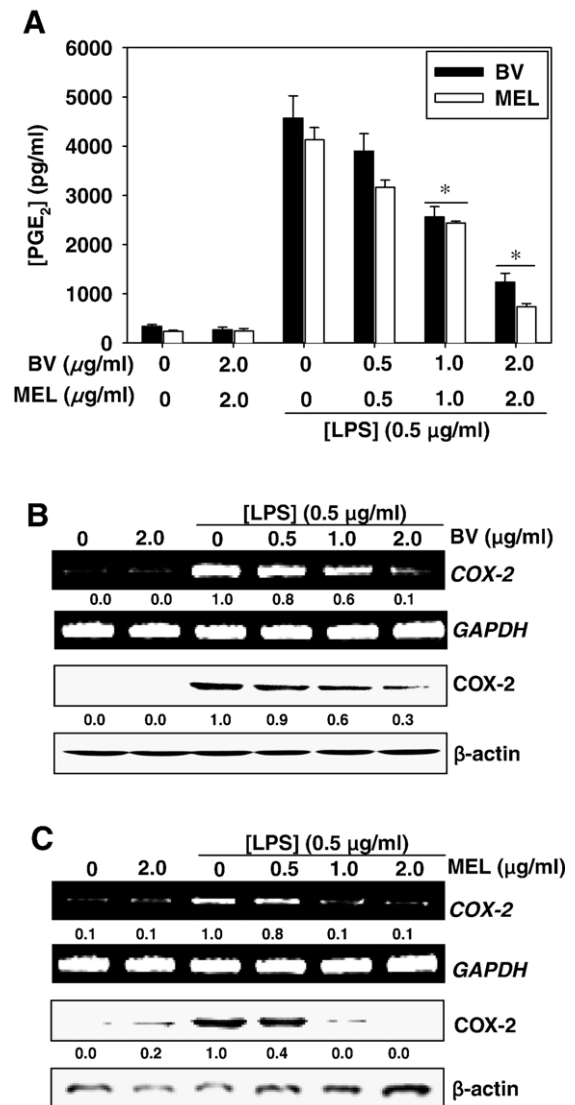 A
6000
5000
4000
3000
2000
1000
0
[PGE₂] (pg/ml)
BV
MEL
*
*
BV (µg/ml) 0 2.0 0 0.5 1.0 2.0
MEL (µg/ml) 0 2.0 0 0.5 1.0 2.0
[LPS] (0.5 µg/ml)
B
[LPS] (0.5 µg/ml)
0 2.0 0 0.5 1.0 2.0 BV (µg/ml)
COX-2
0.0 0.0 1.0 0.8 0.6 0.1
GAPDH
COX-2
0.0 0.0 1.0 0.9 0.6 0.3
β-actin
C
[LPS] (0.5 µg/ml)
0 2.0 0 0.5 1.0 2.0 MEL (µg/ml)
COX-2
0.1 0.1 1.0 0.8 0.1 0.1
GAPDH
COX-2
0.0 0.2 1.0 0.4 0.0 0.0
β-actin